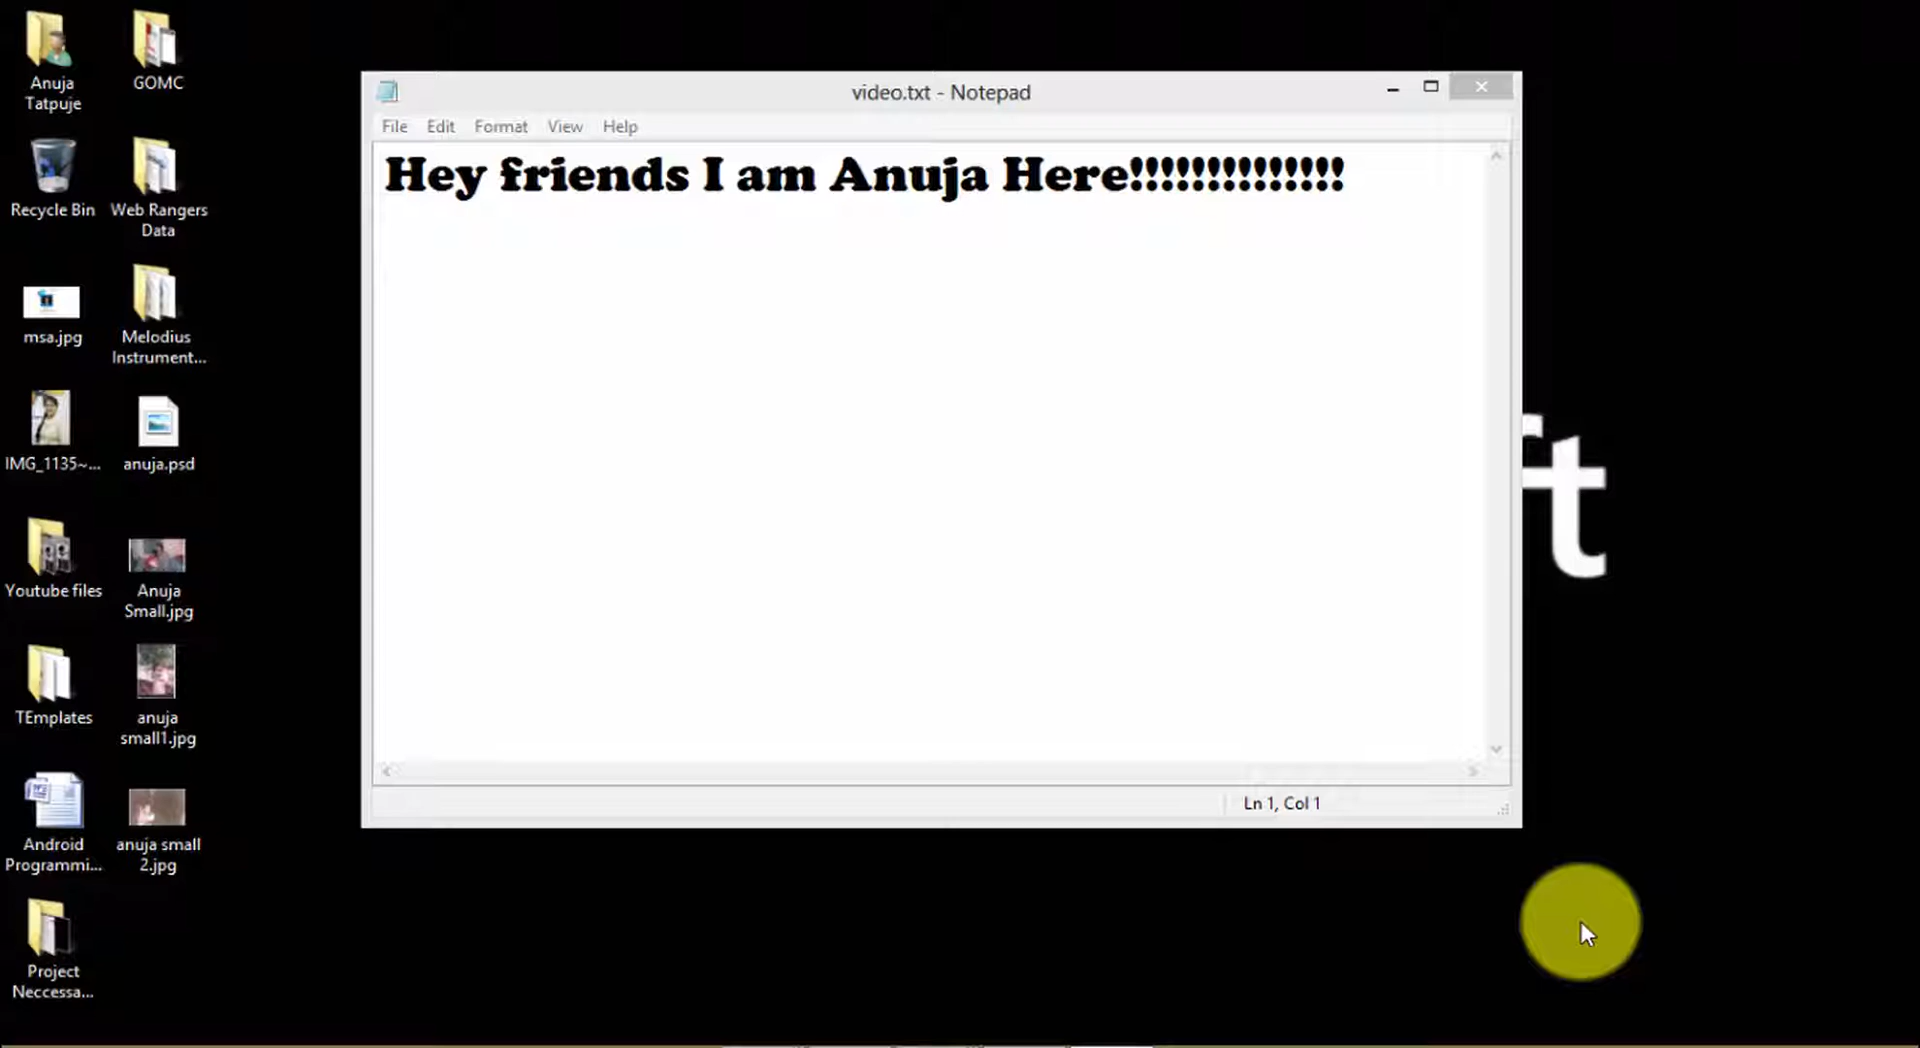 Anuja
Tatpuje
GOMC
Recycle Bin
Web Rangers
Data
msa.jpg
Melodius
Instrument...
IMG_1135~...
anuja.psd
Youtube files
Anuja
Small.jpg
TEmplates
anuja
small1.jpg
Android
Programmi...
anuja small
2.jpg
Project
Neccessa...
video.txt - Notepad
File Edit Format View Help
Hey friends I am Anuja Here!!!!!!!!!!!!!!
Ln 1, Col 1
ft